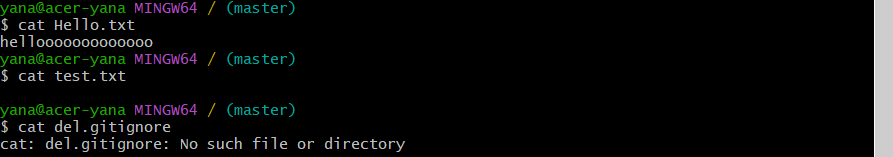 yana@acer-yana MINGW64 / (master)
$ cat Hello.txt
hellooooooooooooo
yana@acer-yana MINGW64 / (master)
$ cat test.txt
yana@acer-yana MINGW64 / (master)
$ cat del.gitignore
cat: del.gitignore: No such file or directory